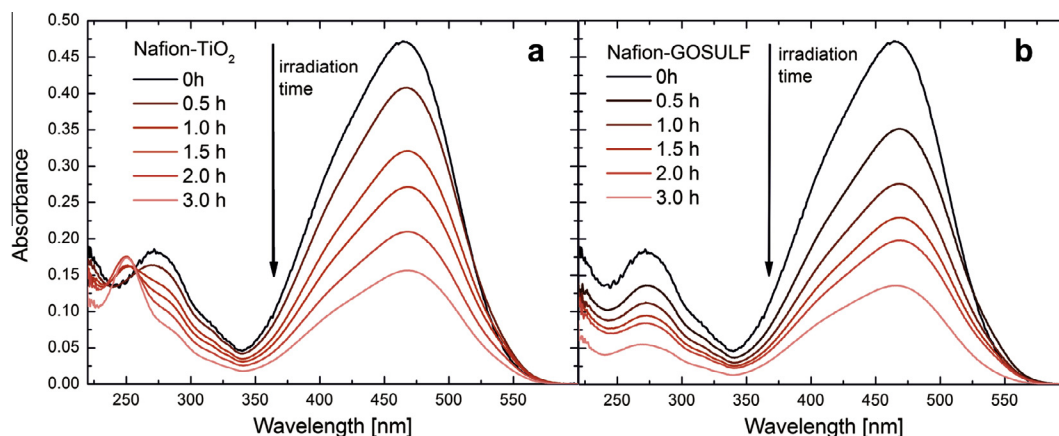 Nafion-TiO₂
0h
0.5 h
1.0 h
1.5 h
2.0 h
3.0 h
irradiation
time
a
Nafion-GOSULF
0h
0.5 h
1.0 h
1.5 h
2.0 h
3.0 h
irradiation
time
b
Absorbance
0.50
0.45
0.40
0.35
0.30
0.25
0.20
0.15
0.10
0.05
0.00
250 300 350 400 450 500 550
250 300 350 400 450 500 550
Wavelength [nm]
Wavelength [nm]